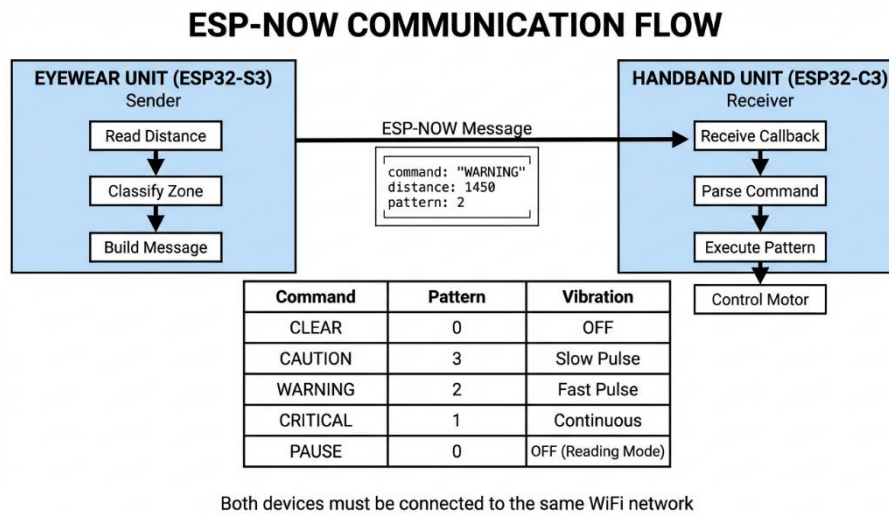 ESP-NOW COMMUNICATION FLOW
EYEWEAR UNIT (ESP32-S3)
Sender
Read Distance
Classify Zone
Build Message
ESP-NOW Message
command: "WARNING"
distance: 1450
pattern: 2
HANDBAND UNIT (ESP32-C3)
Receiver
Receive Callback
Parse Command
Execute Pattern
Control Motor
Command Pattern Vibration
CLEAR 0 OFF
CAUTION 3 Slow Pulse
WARNING 2 Fast Pulse
CRITICAL 1 Continuous
PAUSE 0 OFF (Reading Mode)
Both devices must be connected to the same WiFi network